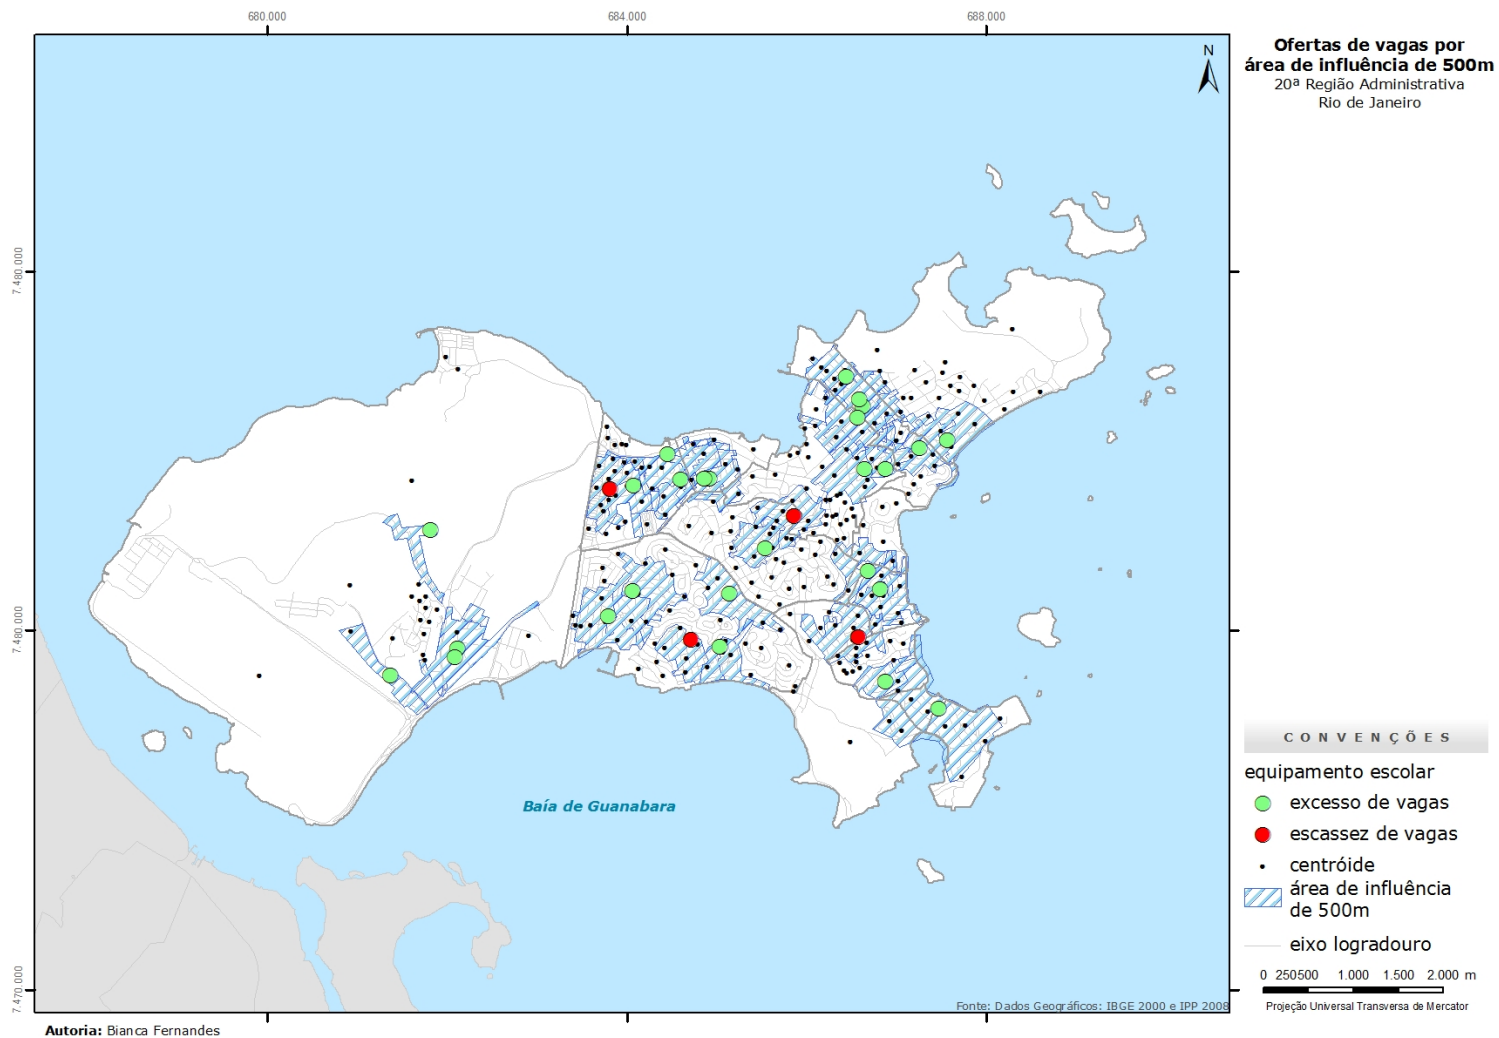 680.000
684.000
688.000
Ofertas de vagas por
área de influência de 500m
20ª Região Administrativa
Rio de Janeiro
N
7.480.000
7.480.000
7.470.000
Baía de Guanabara
CONVENÇÕES
equipamento escolar
excesso de vagas
escassez de vagas
centróide
área de influência
de 500m
eixo logradouro
0 250500 1.000 1.500 2.000 m
Projeção Universal Transversa de Mercator
Fonte: Dados Geográficos: IBGE 2000 e IPP 2008
Autoria: Bianca Fernandes